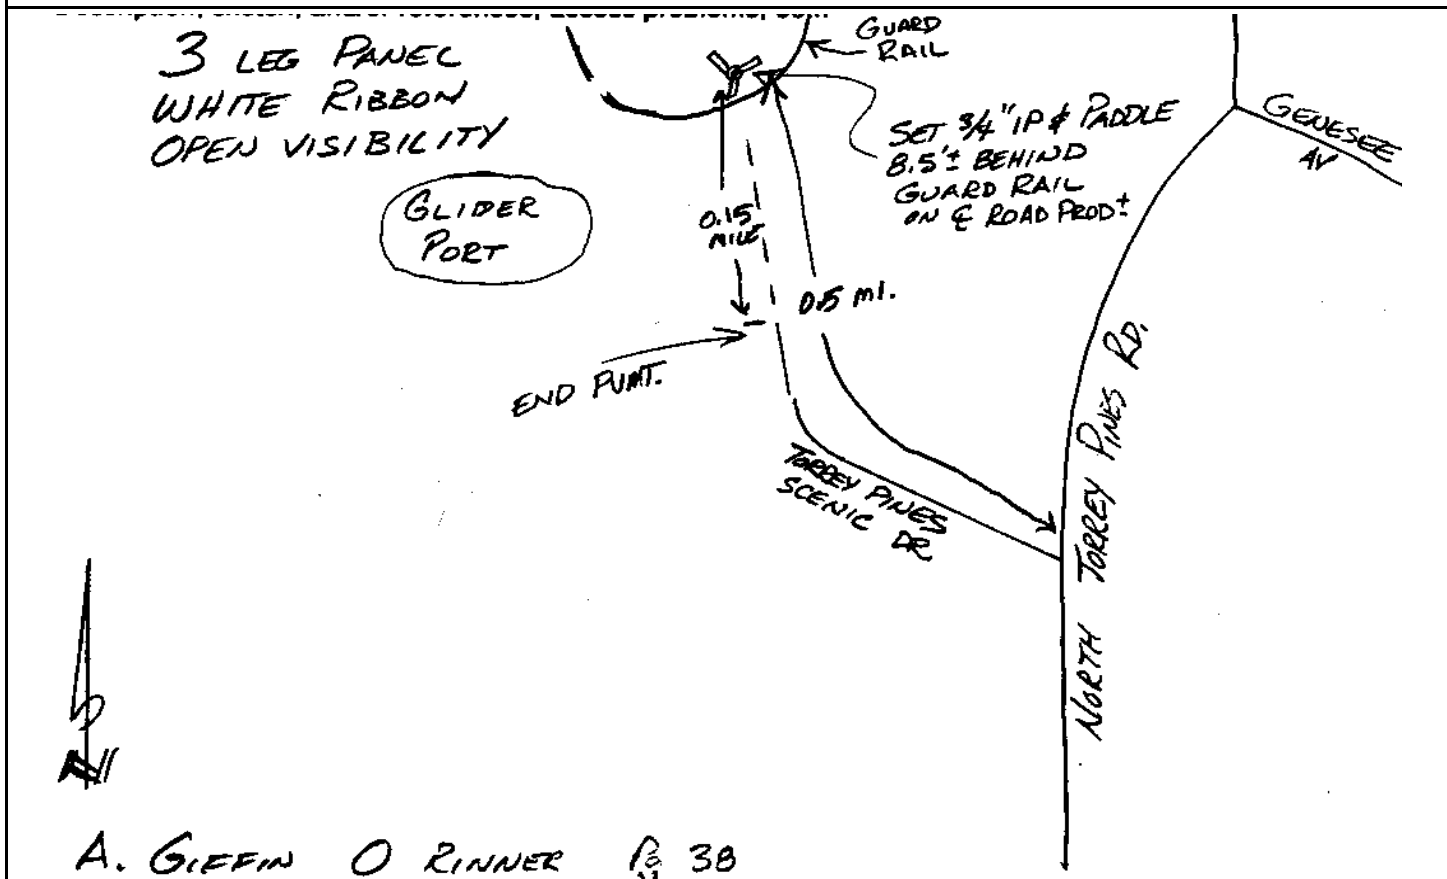 3 LEG PANEL
WHITE RIBBON
OPEN VISIBILITY
GUARD
RAIL
GENESEE
AV
SET 3/4" IP & PADDLE
8.5'± BEHIND
GUARD RAIL
ON ℄ ROAD PROD±
GLIDER
PORT
0.15
MILE
0.5 MI.
END PVMT.
TORREY PINES
SCENIC DR
NORTH TORREY PINES RD.
N
A. GIFFIN O RINNER Pg 38